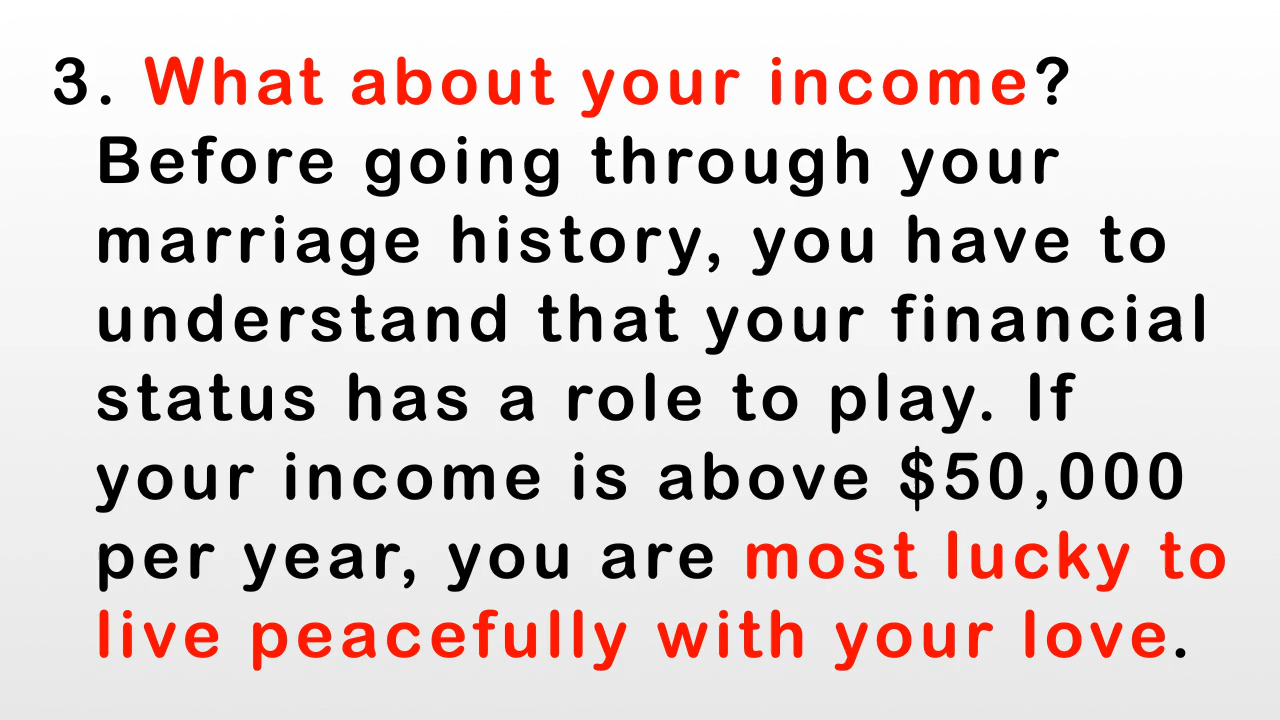 3. What about your income?
Before going through your
marriage history, you have to
understand that your financial
status has a role to play. If
your income is above $50,000
per year, you are most lucky to
live peacefully with your love.